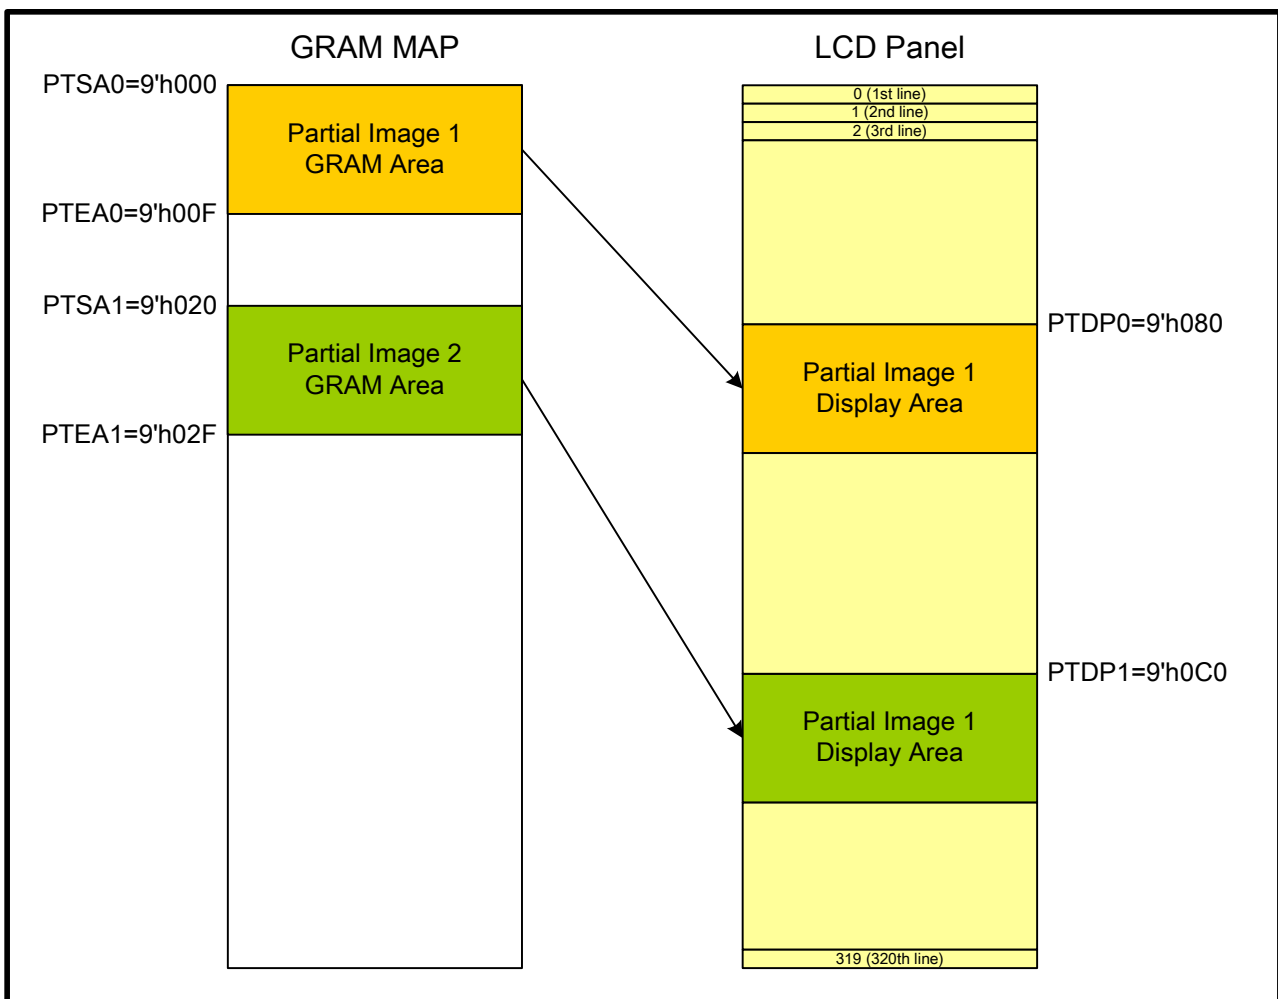 GRAM MAP
LCD Panel
PTSA0=9'h000
Partial Image 1
GRAM Area
PTEA0=9'h00F
PTSA1=9'h020
Partial Image 2
GRAM Area
PTEA1=9'h02F
0 (1st line)
1 (2nd line)
2 (3rd line)
PTDP0=9'h080
Partial Image 1
Display Area
PTDP1=9'h0C0
Partial Image 1
Display Area
319 (320th line)